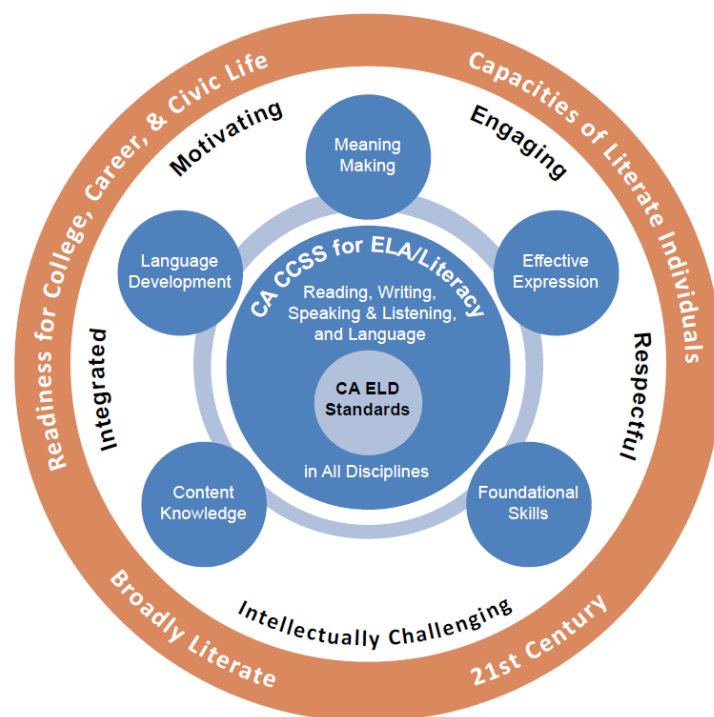 Readiness for College, Career, & Civic Life
Capacities of Literate Individuals
Motivating
Engaging
Meaning
Making
Language
Development
Effective
Expression
CA CCSS for ELA/Literacy
Reading, Writing,
Speaking & Listening,
and Language
CA ELD
Standards
in All Disciplines
Integrated
Respectful
Content
Knowledge
Foundational
Skills
Intellectually Challenging
Broadly Literate
21st Century